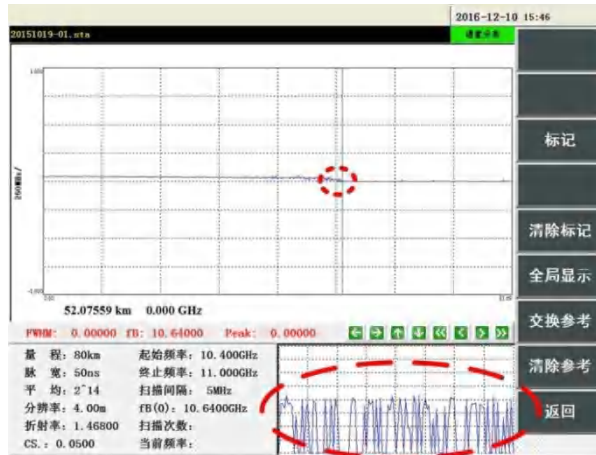 2016-12-10 15:46
20151019-01.sta
1.000
标记
250MHz/
清除标记
全局显示
-1.000
52.07559 km 0.000 GHz
交换参考
FWHM: 0.00000 fB: 10.64000 Peak: 0.00000
量 程: 80km 起始频率: 10.400GHz
清除参考
脉 宽: 50ns 终止频率: 11.000GHz
平 均: 2^14 扫描间隔: 5MHz
分辨率: 4.00m fB(0): 10.6400GHz
返回
折射率: 1.46800 扫描次数:
CS.: 0.0500 当前频率: